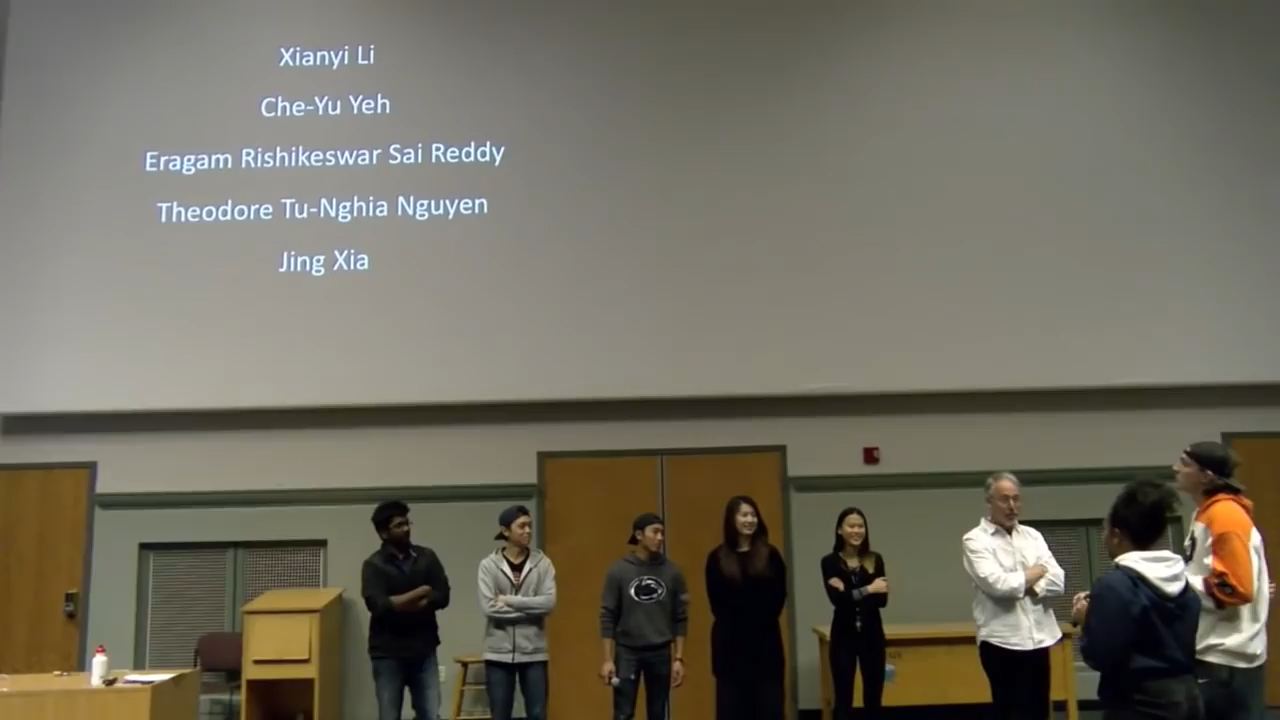 Xianyi Li
Che-Yu Yeh
Eragam Rishikeswar Sai Reddy
Theodore Tu-Nghia Nguyen
Jing Xia